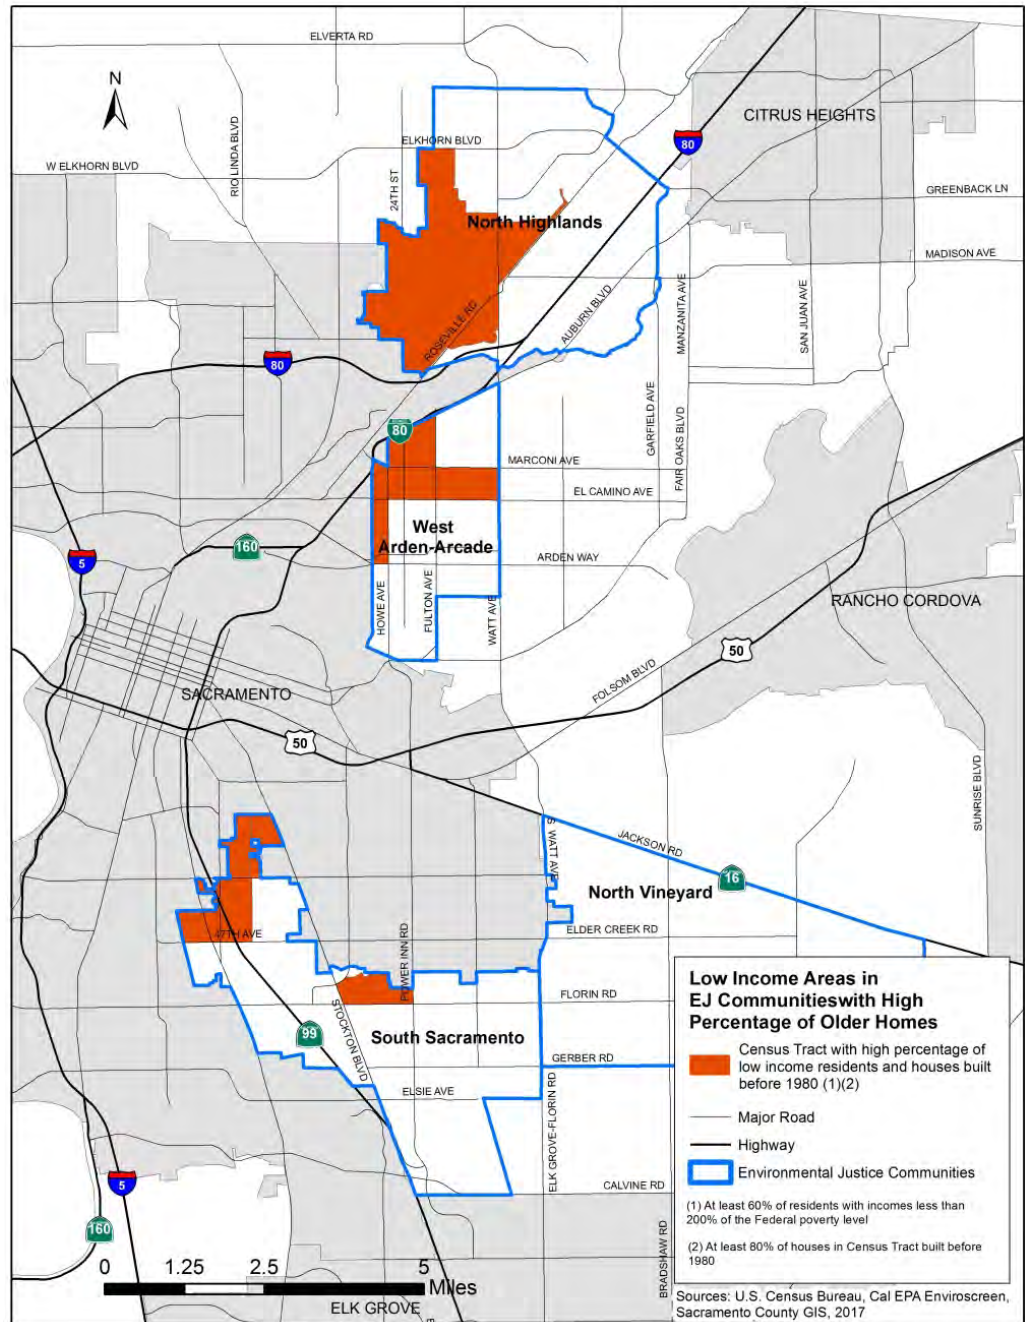 ELVERTA RD
N
CITRUS HEIGHTS
80
ELKHORN BLVD
W ELKHORN BLVD
RIO LINDA BLVD
24TH ST
GREENBACK LN
North Highlands
MADISON AVE
ROSEVILLE RD
AUBURN BLVD
MANZANITA AVE
SAN JUAN AVE
80
GARFIELD AVE
FAIR OAKS BLVD
80
MARCONI AVE
EL CAMINO AVE
West
Arden-Arcade
160
5
ARDEN WAY
HOWE AVE
FULTON AVE
WATT AVE
RANCHO CORDOVA
50
FOLSOM BLVD
SACRAMENTO
50
SUNRISE BLVD
S WATT AVE
JACKSON RD
16
North Vineyard
47TH AVE
ELDER CREEK RD
POWER INN RD
FLORIN RD
STOCKTON BLVD
99
South Sacramento
GERBER RD
ELSIE AVE
ELK GROVE-FLORIN RD
CALVINE RD
5
160
BRADSHAW RD
Low Income Areas in
EJ Communitieswith High
Percentage of Older Homes
Census Tract with high percentage of
low income residents and houses built
before 1980 (1)(2)
Major Road
Highway
Environmental Justice Communities
(1) At least 60% of residents with incomes less than
200% of the Federal poverty level
(2) At least 80% of houses in Census Tract built before
1980
0 1.25 2.5 5
Miles
ELK GROVE
Sources: U.S. Census Bureau, Cal EPA Enviroscreen,
Sacramento County GIS, 2017